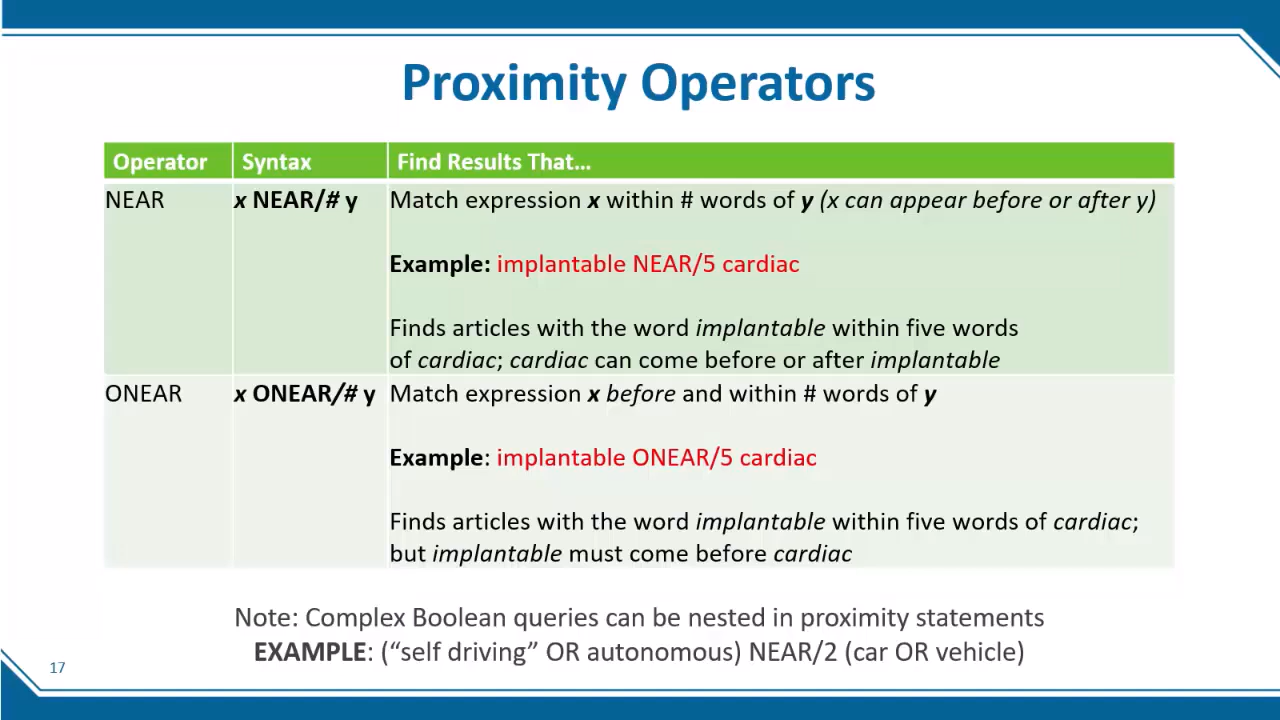 Proximity Operators
Operator Syntax Find Results That...
NEAR x NEAR/# y Match expression x within # words of y (x can appear before or after y)
Example: implantable NEAR/5 cardiac
Finds articles with the word implantable within five words
of cardiac; cardiac can come before or after implantable
ONEAR x ONEAR/# y Match expression x before and within # words of y
Example: implantable ONEAR/5 cardiac
Finds articles with the word implantable within five words of cardiac;
but implantable must come before cardiac
Note: Complex Boolean queries can be nested in proximity statements
EXAMPLE: (“self driving” OR autonomous) NEAR/2 (car OR vehicle)
17